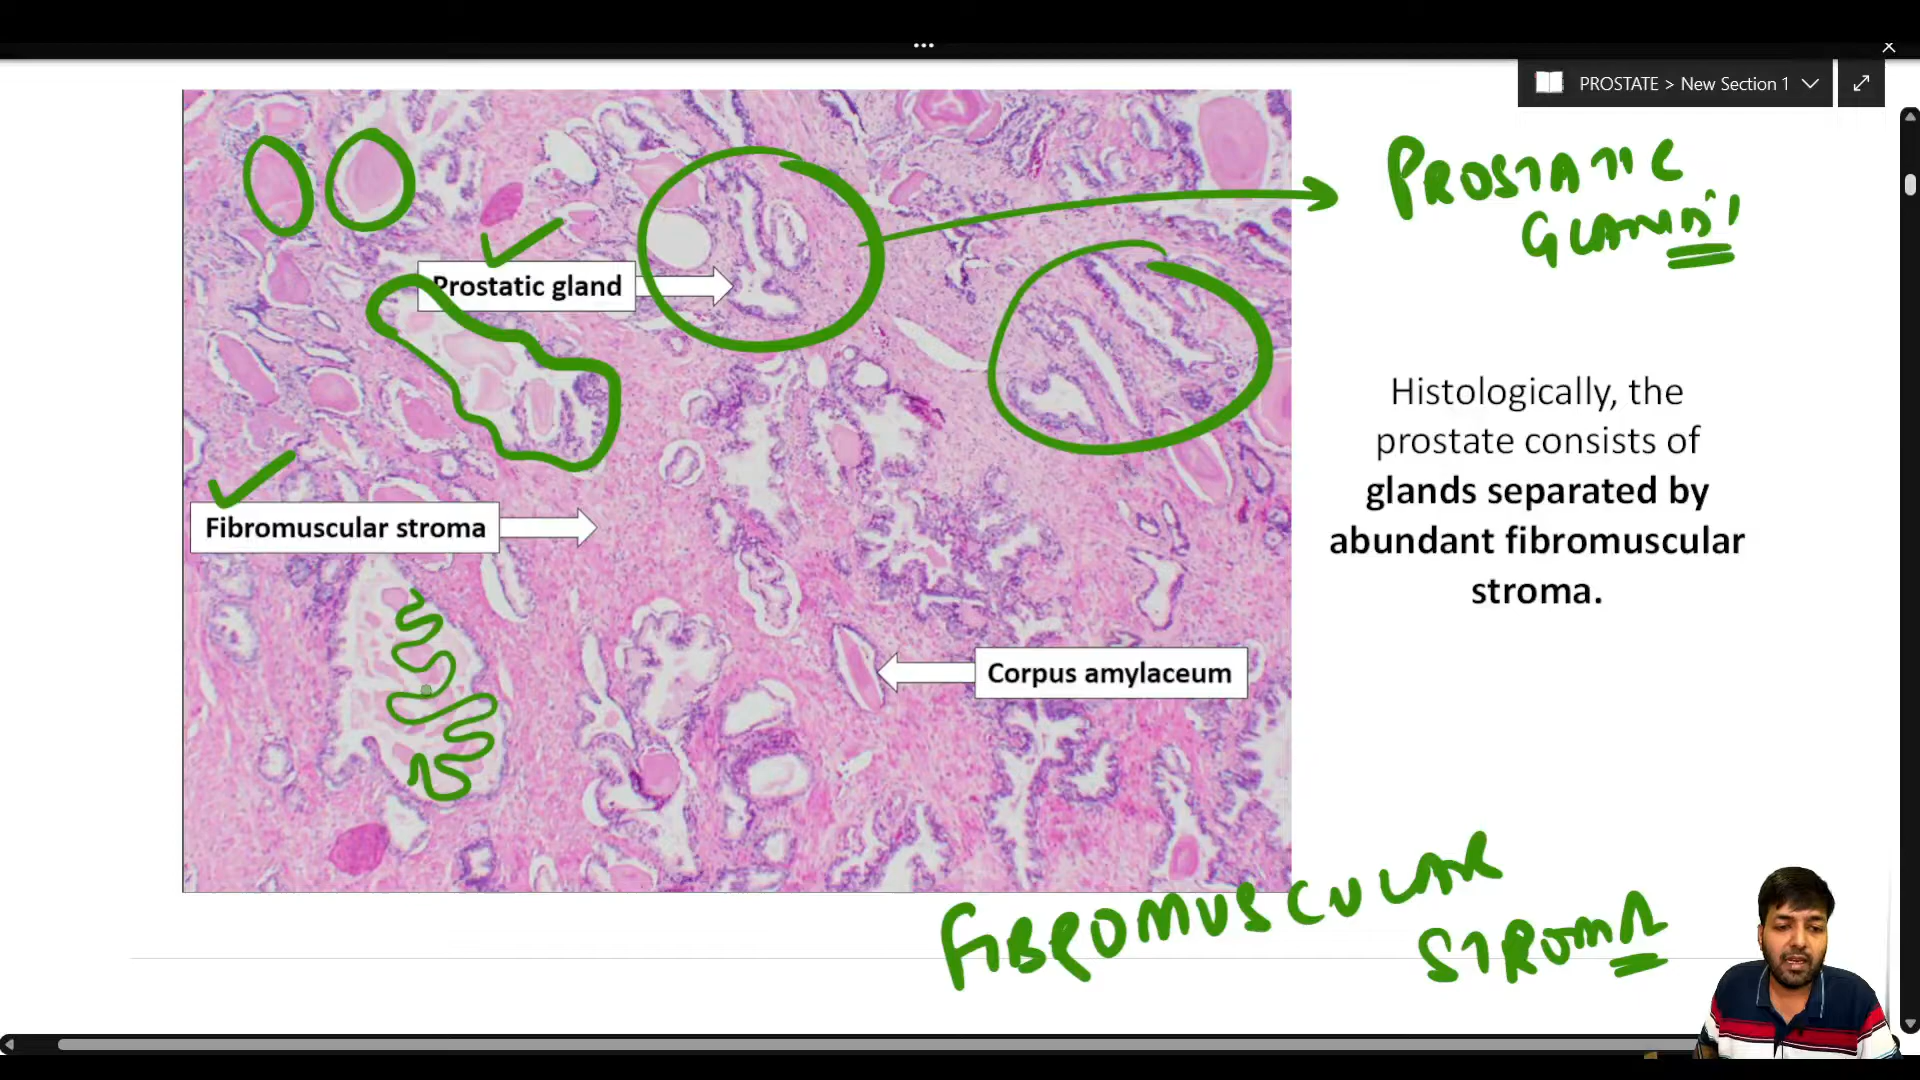 PROSTATE > New Section 1
PROSTATIC
GLANDS
Prostatic gland
Histologically, the
prostate consists of
glands separated by
abundant fibromuscular
stroma.
Fibromuscular stroma
Corpus amylaceum
FIBROMUSCULAR
STROMA